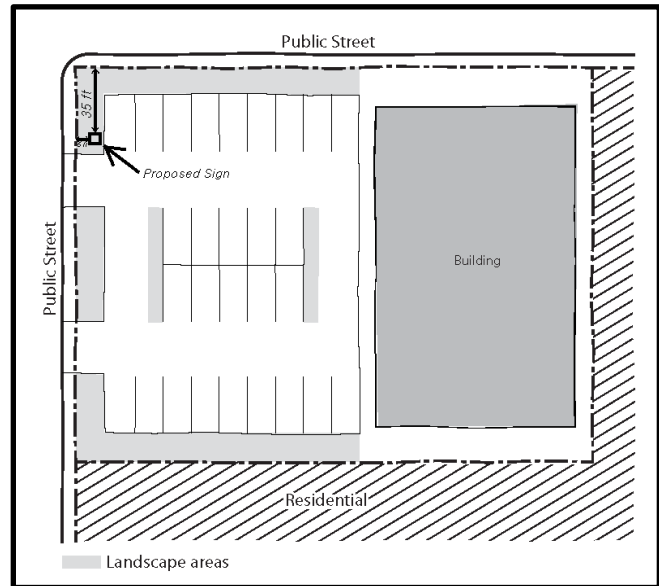 Public Street
35 ft
Proposed Sign
Public Street
Building
Residential
Landscape areas